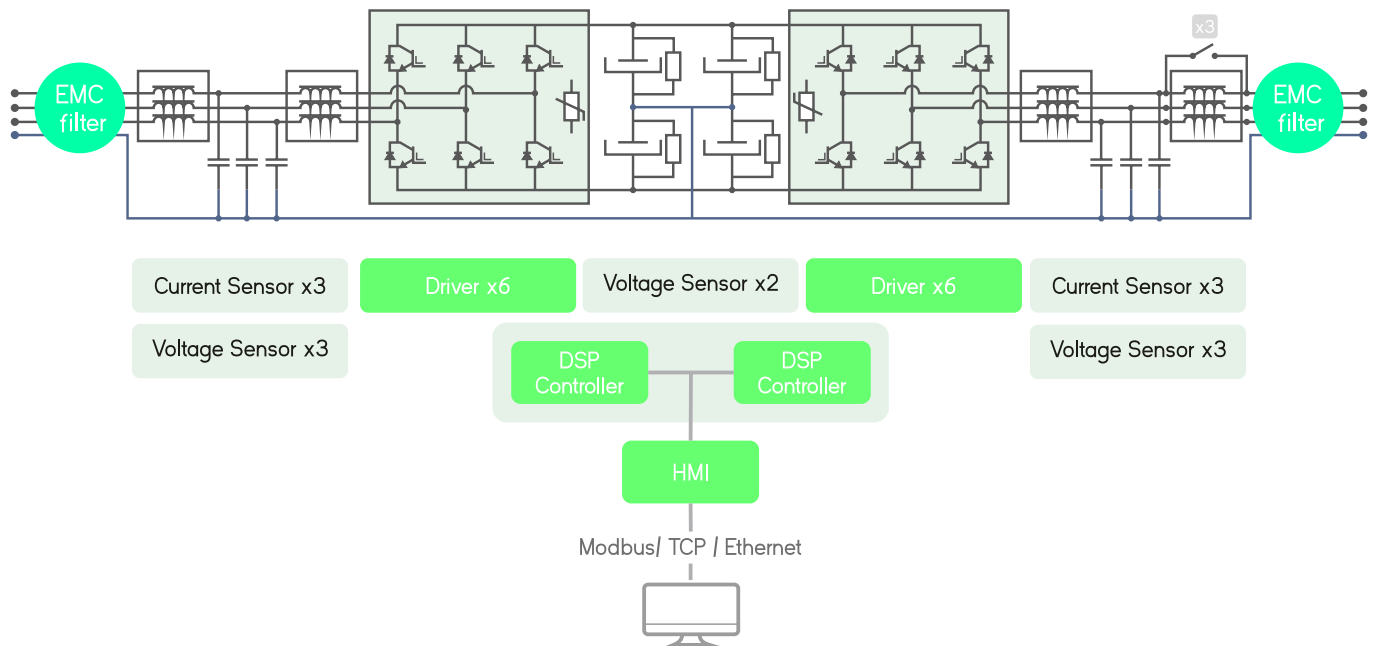 x3
EMC
filter
EMC
filter
Current Sensor x3
Driver x6
Voltage Sensor x2
Driver x6
Current Sensor x3
Voltage Sensor x3
Voltage Sensor x3
DSP
Controller
DSP
Controller
HMI
Modbus/ TCP / Ethernet